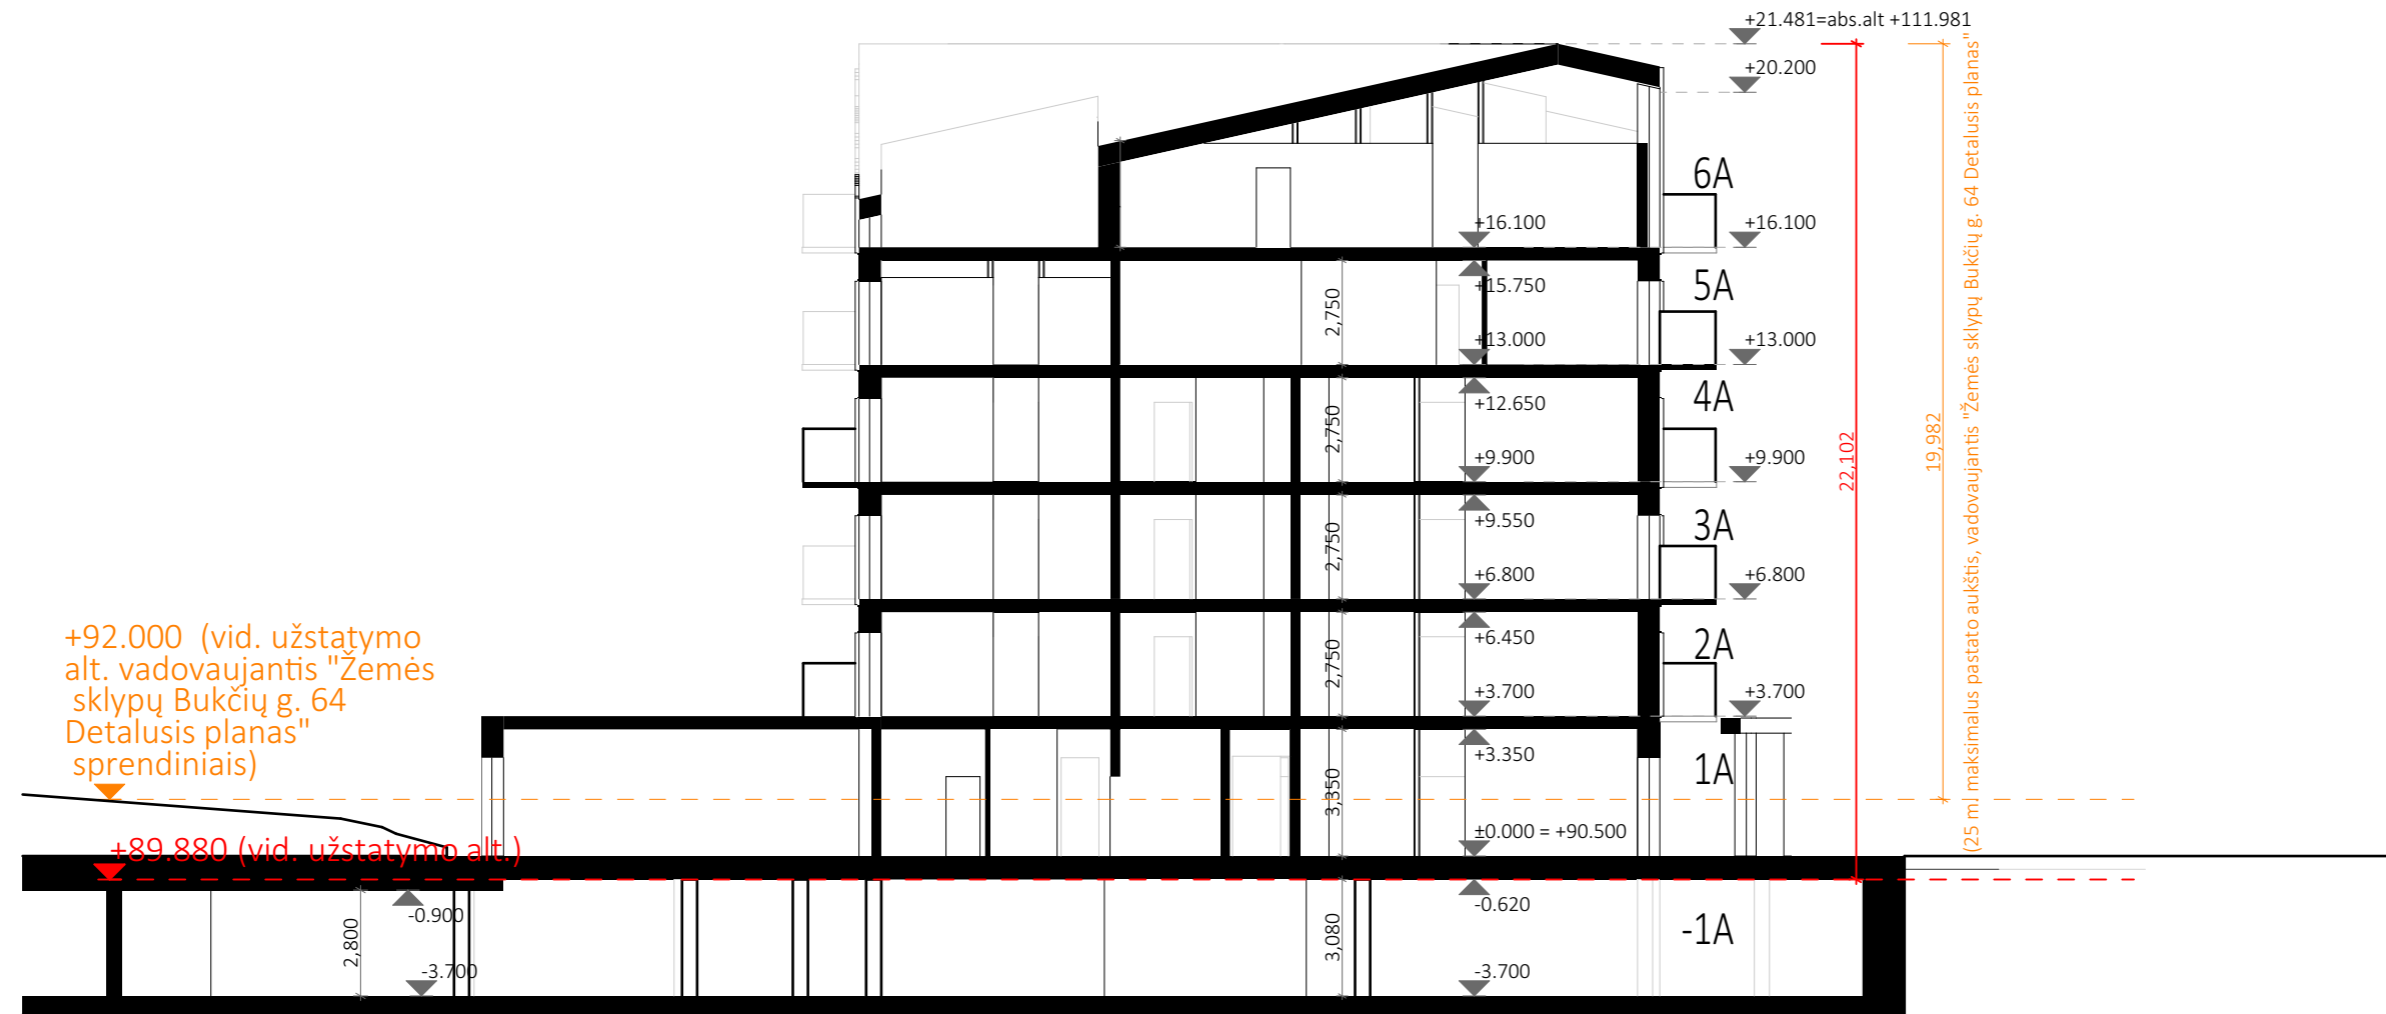 +21.481=abs.alt +111.981
+20.200
6A
+16.100
+16.100
5A
+15.750
2,750
+13.000
+13.000
4A
+12.650
2,750
+9.900
+9.900
3A
+9.550
2,750
+6.800
+6.800
2A
+6.450
2,750
+3.700
+3.700
1A
+3.350
3,350
±0.000 = +90.500
-1A
-0.620
3,080
-3.700
-0.900
2,800
-3.700
22,102
19,982
(25 m. maksimalus pastato aukštis, vadovaujantis "Žemės sklypų Bukčių g. 64 Detalusis planas"
+92.000 (vid. užstatymo
alt. vadovaujantis "Žemės
sklypų Bukčių g. 64
Detalusis planas"
sprendiniais)
+89.880 (vid. užstatymo alt.)